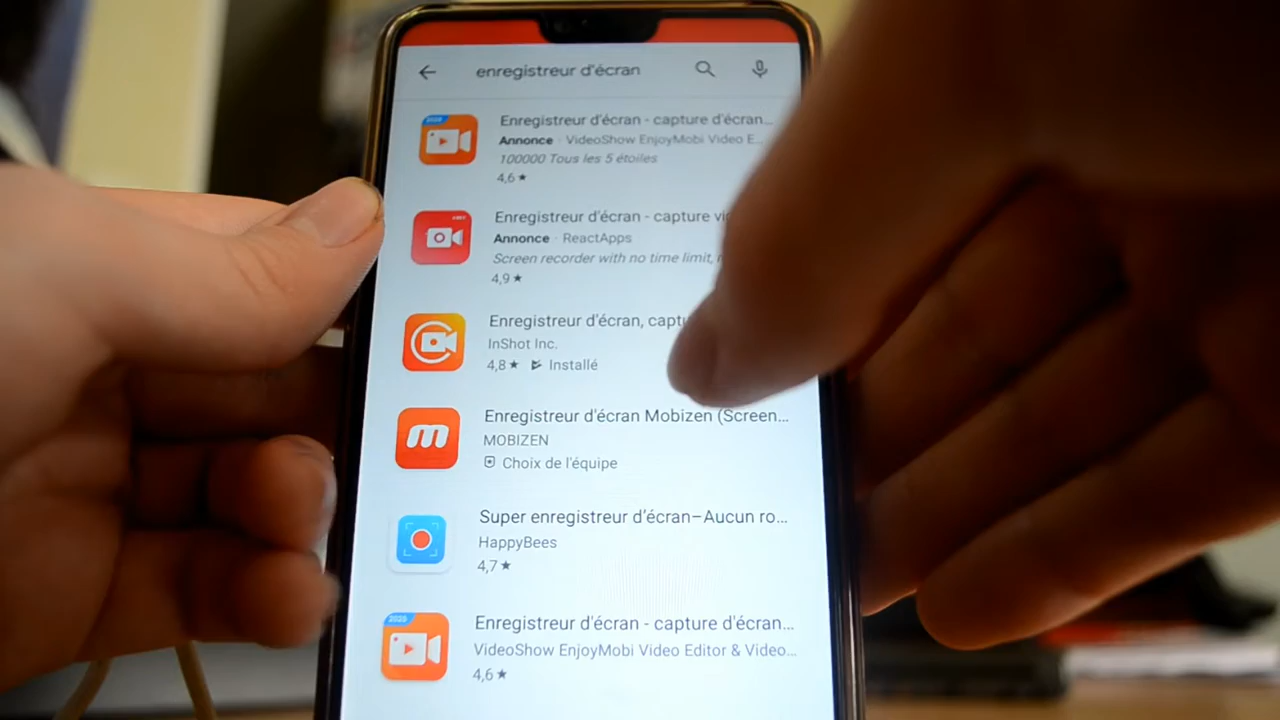 enregistreur d'écran
Enregistreur d'écran - capture d'écran...
Annonce · VideoShow EnjoyMobi Video E...
100000 Tous les 5 étoiles
4,6 ★
Enregistreur d'écran - capture
Annonce · ReactApps
Screen recorder with no time limit,
4,9 ★
Enregistreur d'écran,
InShot Inc.
4,8 ★ Installé
Enregistreur d'écran Mobizen (Screen...
MOBIZEN
Choix de l'équipe
Super enregistreur d'écran–Aucun ro...
HappyBees
4,7 ★
2020
Enregistreur d'écran - capture d'écran...
VideoShow EnjoyMobi Video Editor & Video...
4,6 ★